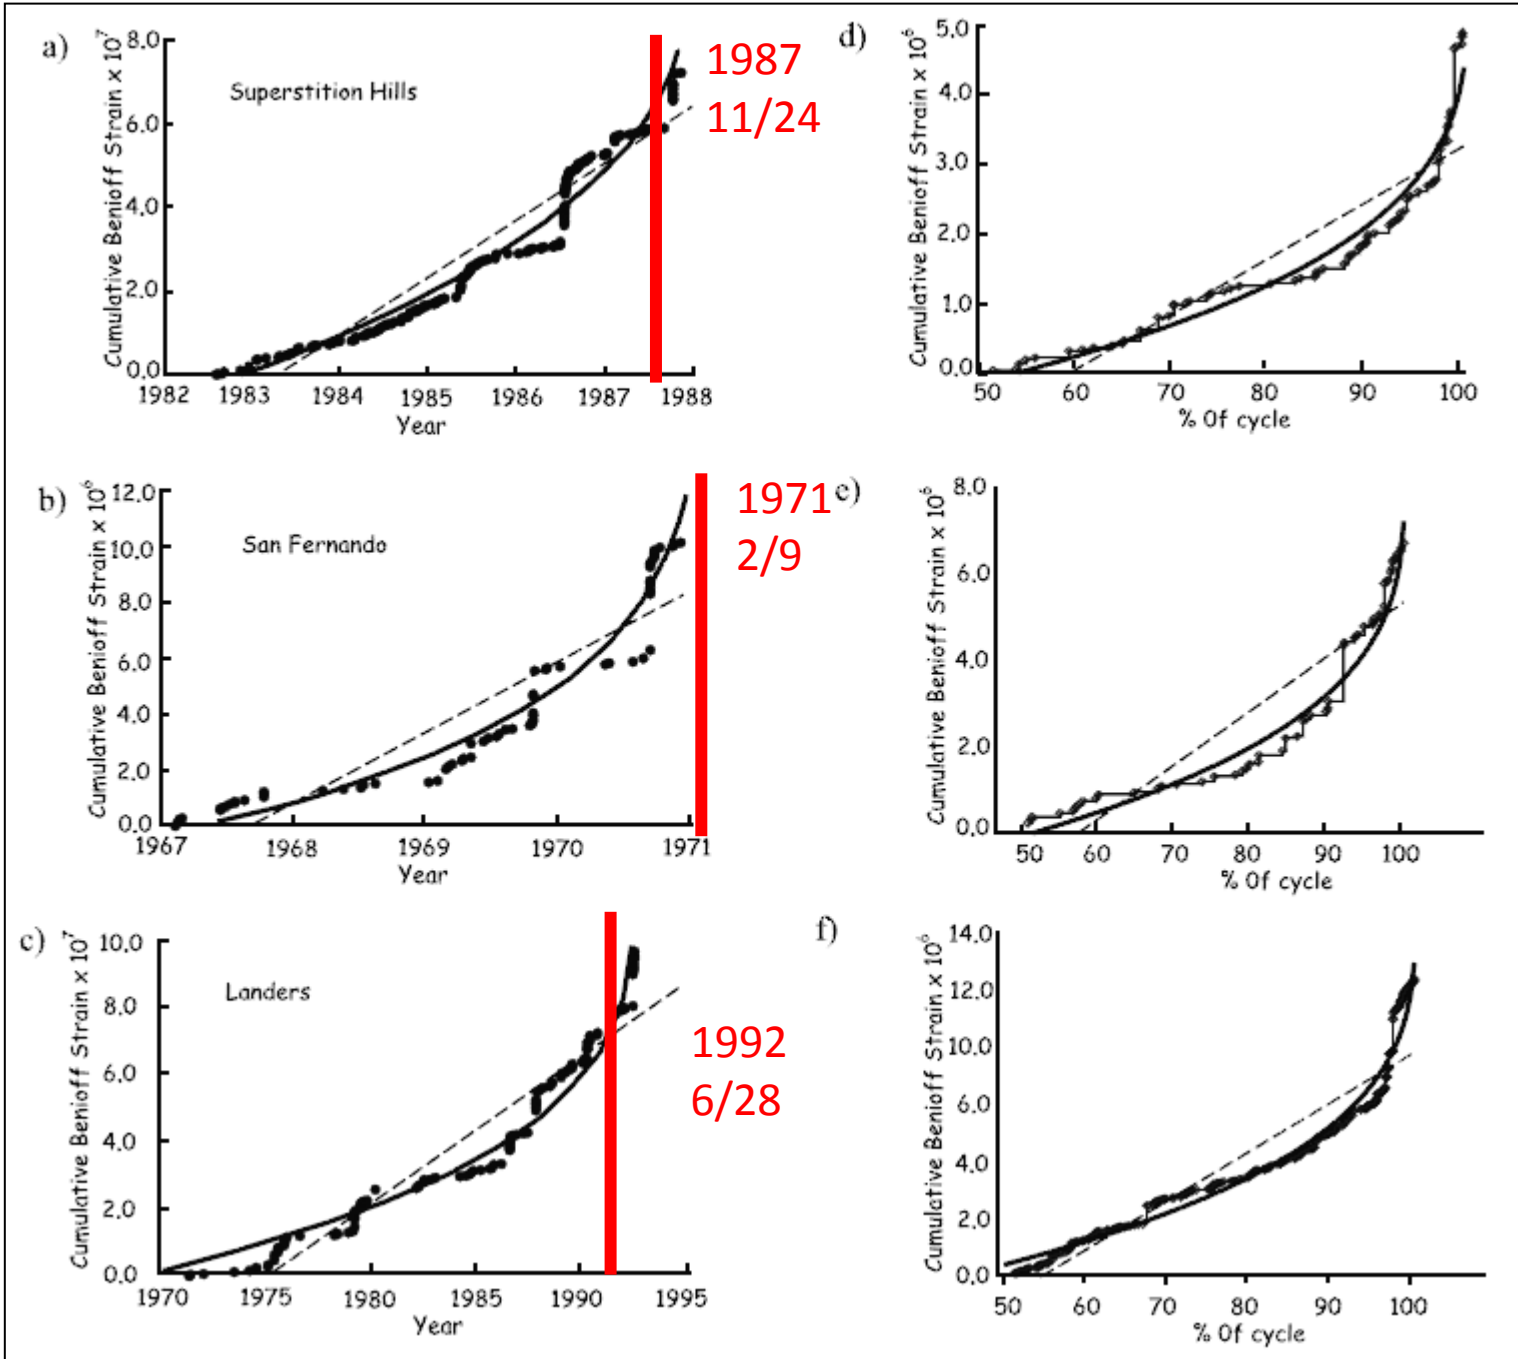 a)
Cumulative Benioff Strain x 10⁷
8.0
6.0
4.0
2.0
0.0
Superstition Hills
1982 1983 1984 1985 1986 1987 1988
Year
1987
11/24
d)
Cumulative Benioff Strain x 10⁶
5.0
4.0
3.0
2.0
1.0
0.0
50 60 70 80 90 100
% Of cycle
b)
Cumulative Benioff Strain x 10⁶
12.0
10.0
8.0
6.0
4.0
2.0
0.0
San Fernando
1967 1968 1969 1970 1971
Year
1971
2/9
e)
Cumulative Benioff Strain x 10⁶
8.0
6.0
4.0
2.0
0.0
50 60 70 80 90 100
% Of cycle
c)
Cumulative Benioff Strain x 10⁷
10.0
8.0
6.0
4.0
2.0
0.0
Landers
1970 1975 1980 1985 1990 1995
Year
1992
6/28
f)
Cumulative Benioff Strain x 10⁶
14.0
12.0
10.0
6.0
4.0
2.0
0.0
50 60 70 80 90 100
% Of cycle